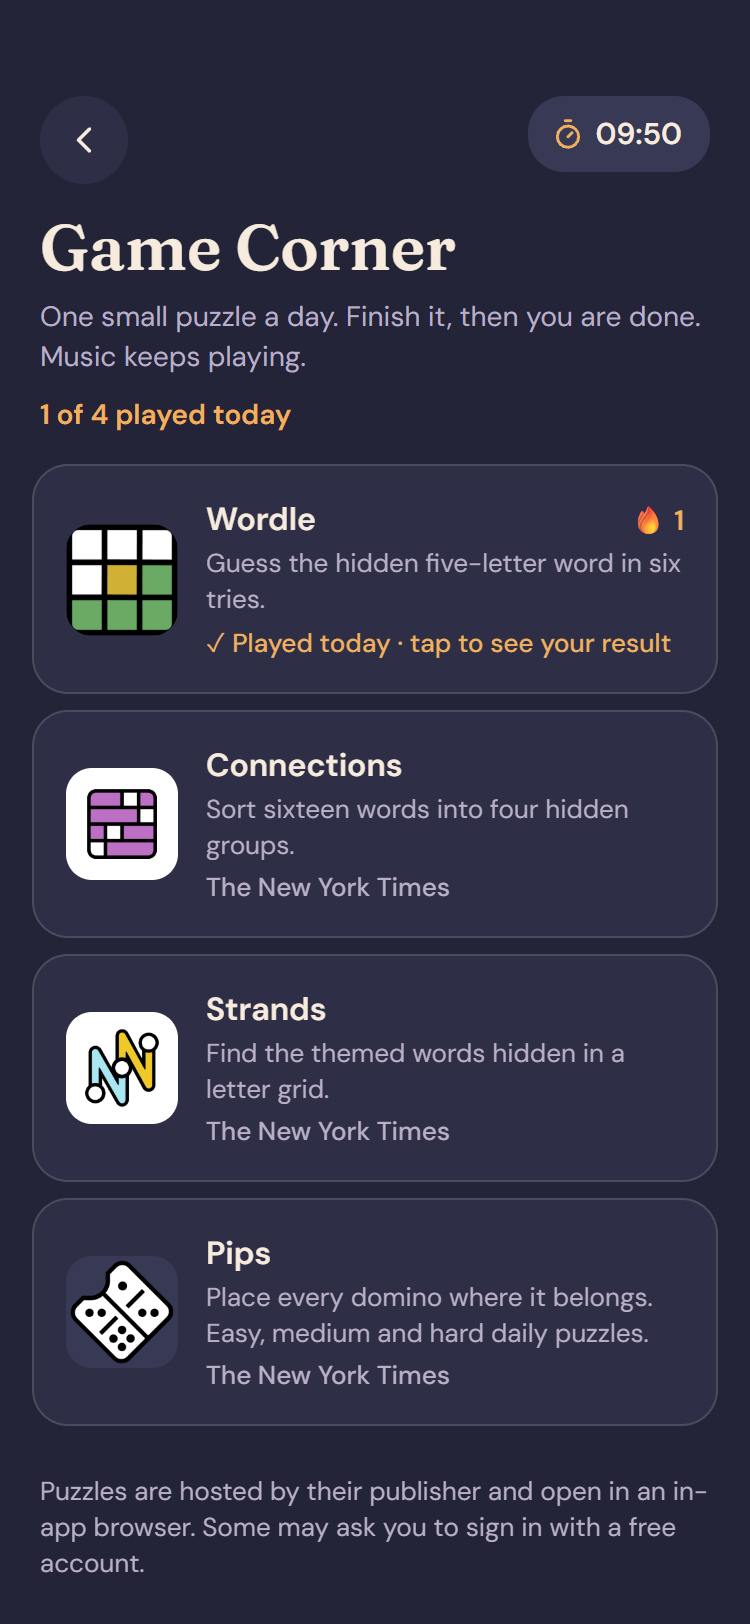 09:50
Game Corner
One small puzzle a day. Finish it, then you are done.
Music keeps playing.
1 of 4 played today
Wordle 🔥 1
Guess the hidden five-letter word in six
tries.
✓ Played today · tap to see your result
Connections
Sort sixteen words into four hidden
groups.
The New York Times
Strands
Find the themed words hidden in a
letter grid.
The New York Times
Pips
Place every domino where it belongs.
Easy, medium and hard daily puzzles.
The New York Times
Puzzles are hosted by their publisher and open in an in-
app browser. Some may ask you to sign in with a free
account.